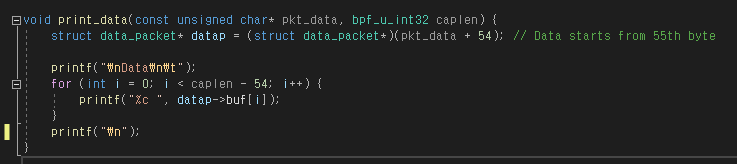 void print_data(const unsigned char* pkt_data, bpf_u_int32 caplen) {
struct data_packet* datap = (struct data_packet*)(pkt_data + 54); // Data starts from 55th byte
printf("₩nData₩n₩t");
for (int i = 0; i < caplen - 54; i++) {
printf("%c ", datap->buf[i]);
}
printf("₩n");
}